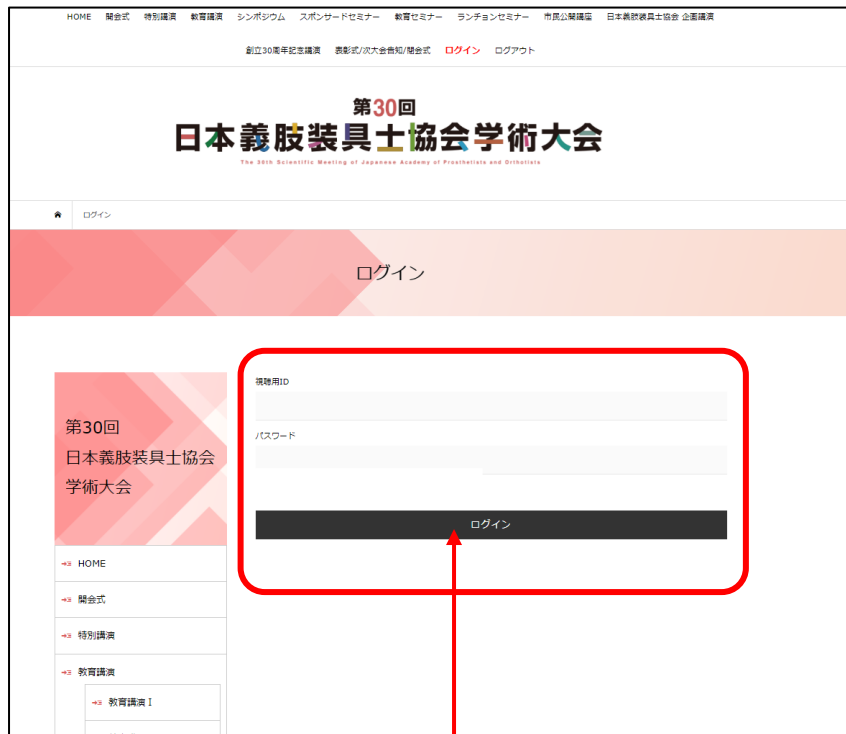 HOME 開会式 特別講演 教育講演 シンポジウム スポンサードセミナー 教育セミナー ランチョンセミナー 市民公開講座 日本義肢装具士協会 企画講演
創立30周年記念講演 表彰式/次大会告知/閉会式 ログイン ログアウト
第30回
日本義肢装具士協会学術大会
The 30th Scientific Meeting of Japanese Academy of Prosthetists and Orthotists
ログイン
ログイン
視聴用ID
パスワード
ログイン
第30回
日本義肢装具士協会
学術大会
HOME
開会式
特別講演
教育講演
教育講演 I